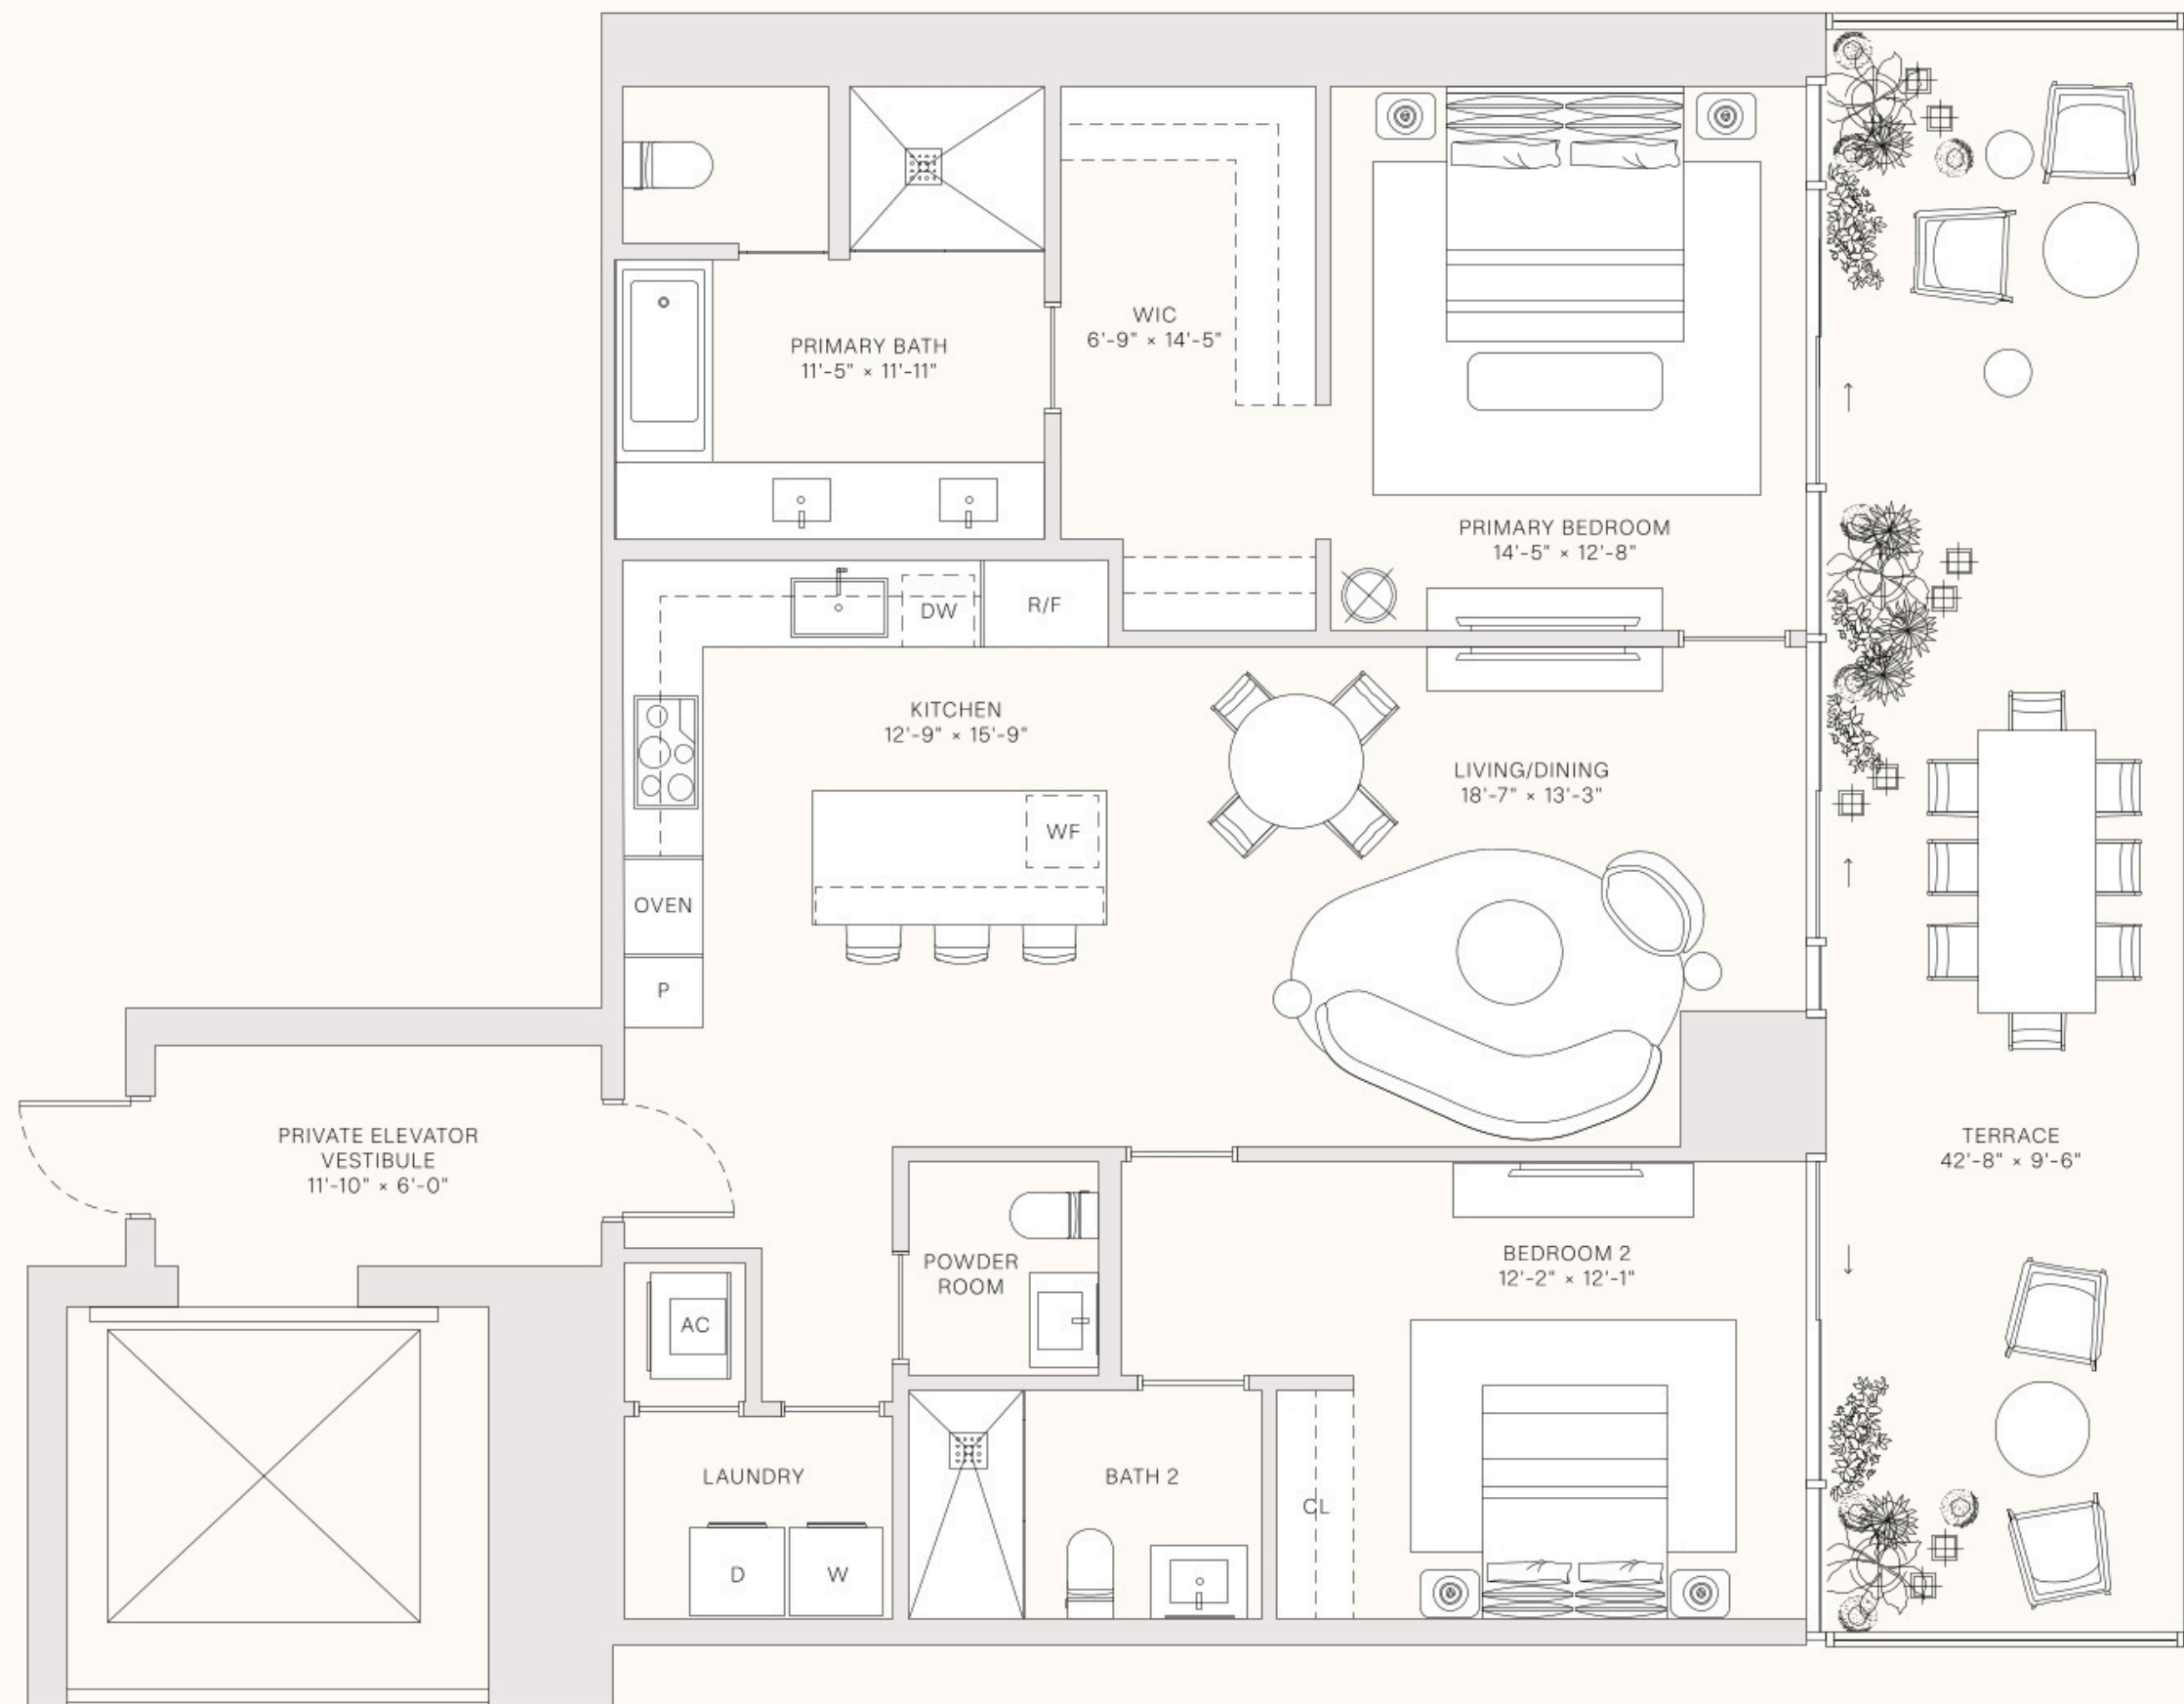 PRIMARY BATH
11'-5" × 11'-11"
WIC
6'-9" × 14'-5"
PRIMARY BEDROOM
14'-5" × 12'-8"
DW
R/F
KITCHEN
12'-9" × 15'-9"
LIVING/DINING
18'-7" × 13'-3"
WF
OVEN
P
PRIVATE ELEVATOR
VESTIBULE
11'-10" × 6'-0"
TERRACE
42'-8" × 9'-6"
POWDER
ROOM
BEDROOM 2
12'-2" × 12'-1"
AC
LAUNDRY
BATH 2
CL
D
W